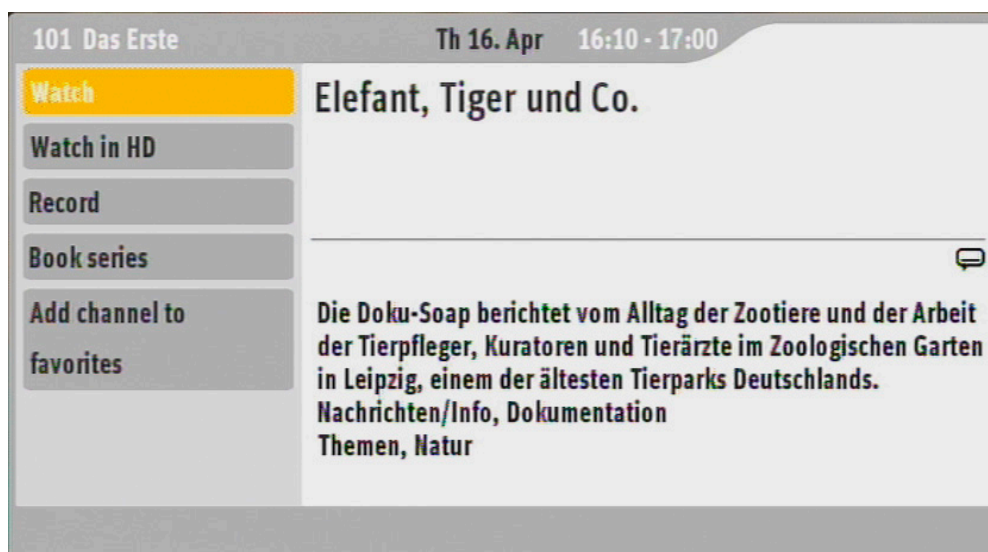 101 Das Erste Th 16. Apr 16:10 - 17:00
Watch
Watch in HD
Record
Book series
Add channel to
favorites
Elefant, Tiger und Co.
Die Doku-Soap berichtet vom Alltag der Zootiere und der Arbeit
der Tierpfleger, Kuratoren und Tierärzte im Zoologischen Garten
in Leipzig, einem der ältesten Tierparks Deutschlands.
Nachrichten/Info, Dokumentation
Themen, Natur